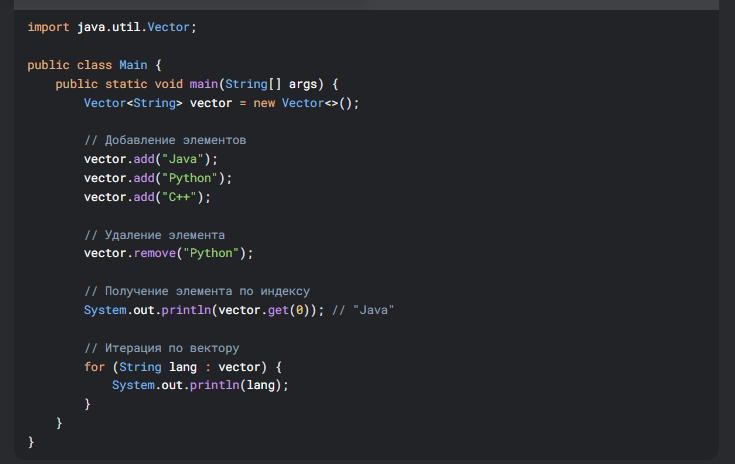 import java.util.Vector;
public class Main {
public static void main(String[] args) {
Vector<String> vector = new Vector<>();
// Добавление элементов
vector.add("Java");
vector.add("Python");
vector.add("C++");
// Удаление элемента
vector.remove("Python");
// Получение элемента по индексу
System.out.println(vector.get(0)); // "Java"
// Итерация по вектору
for (String lang : vector) {
System.out.println(lang);
}
}
}